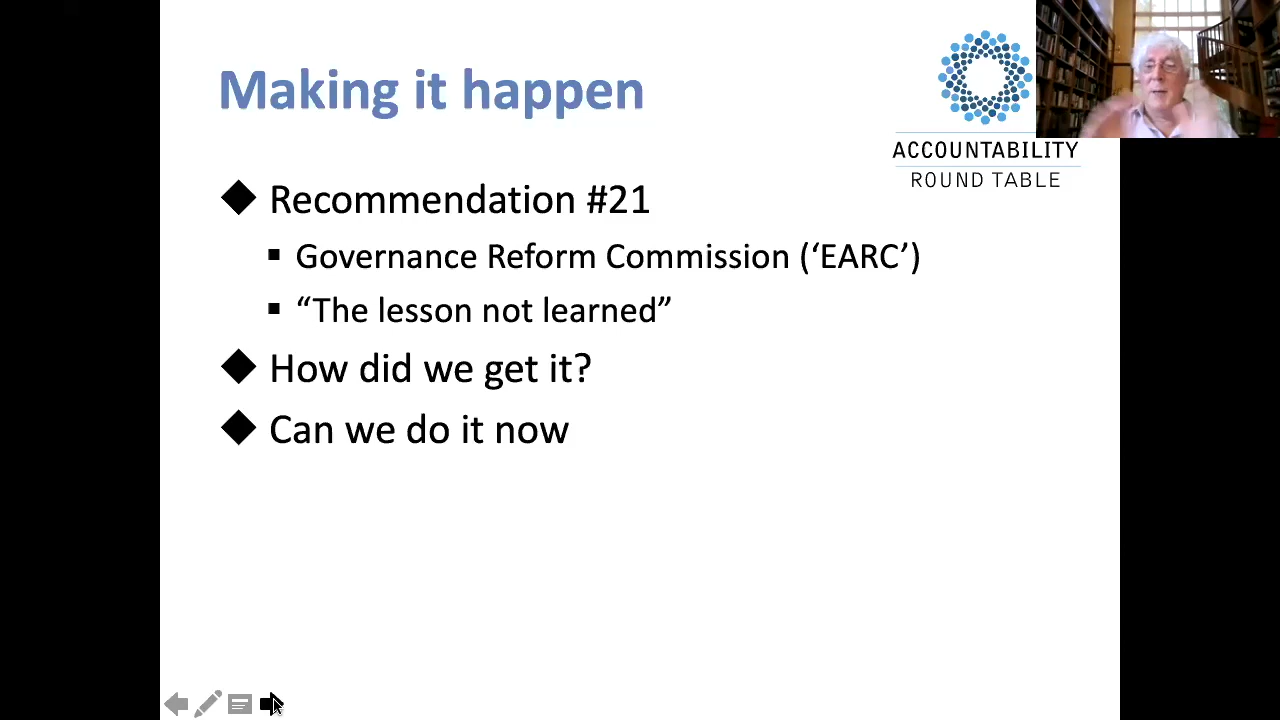 Making it happen
ACCOUNTABILITY
ROUND TABLE
Recommendation #21
Governance Reform Commission (‘EARC’)
“The lesson not learned”
How did we get it?
Can we do it now